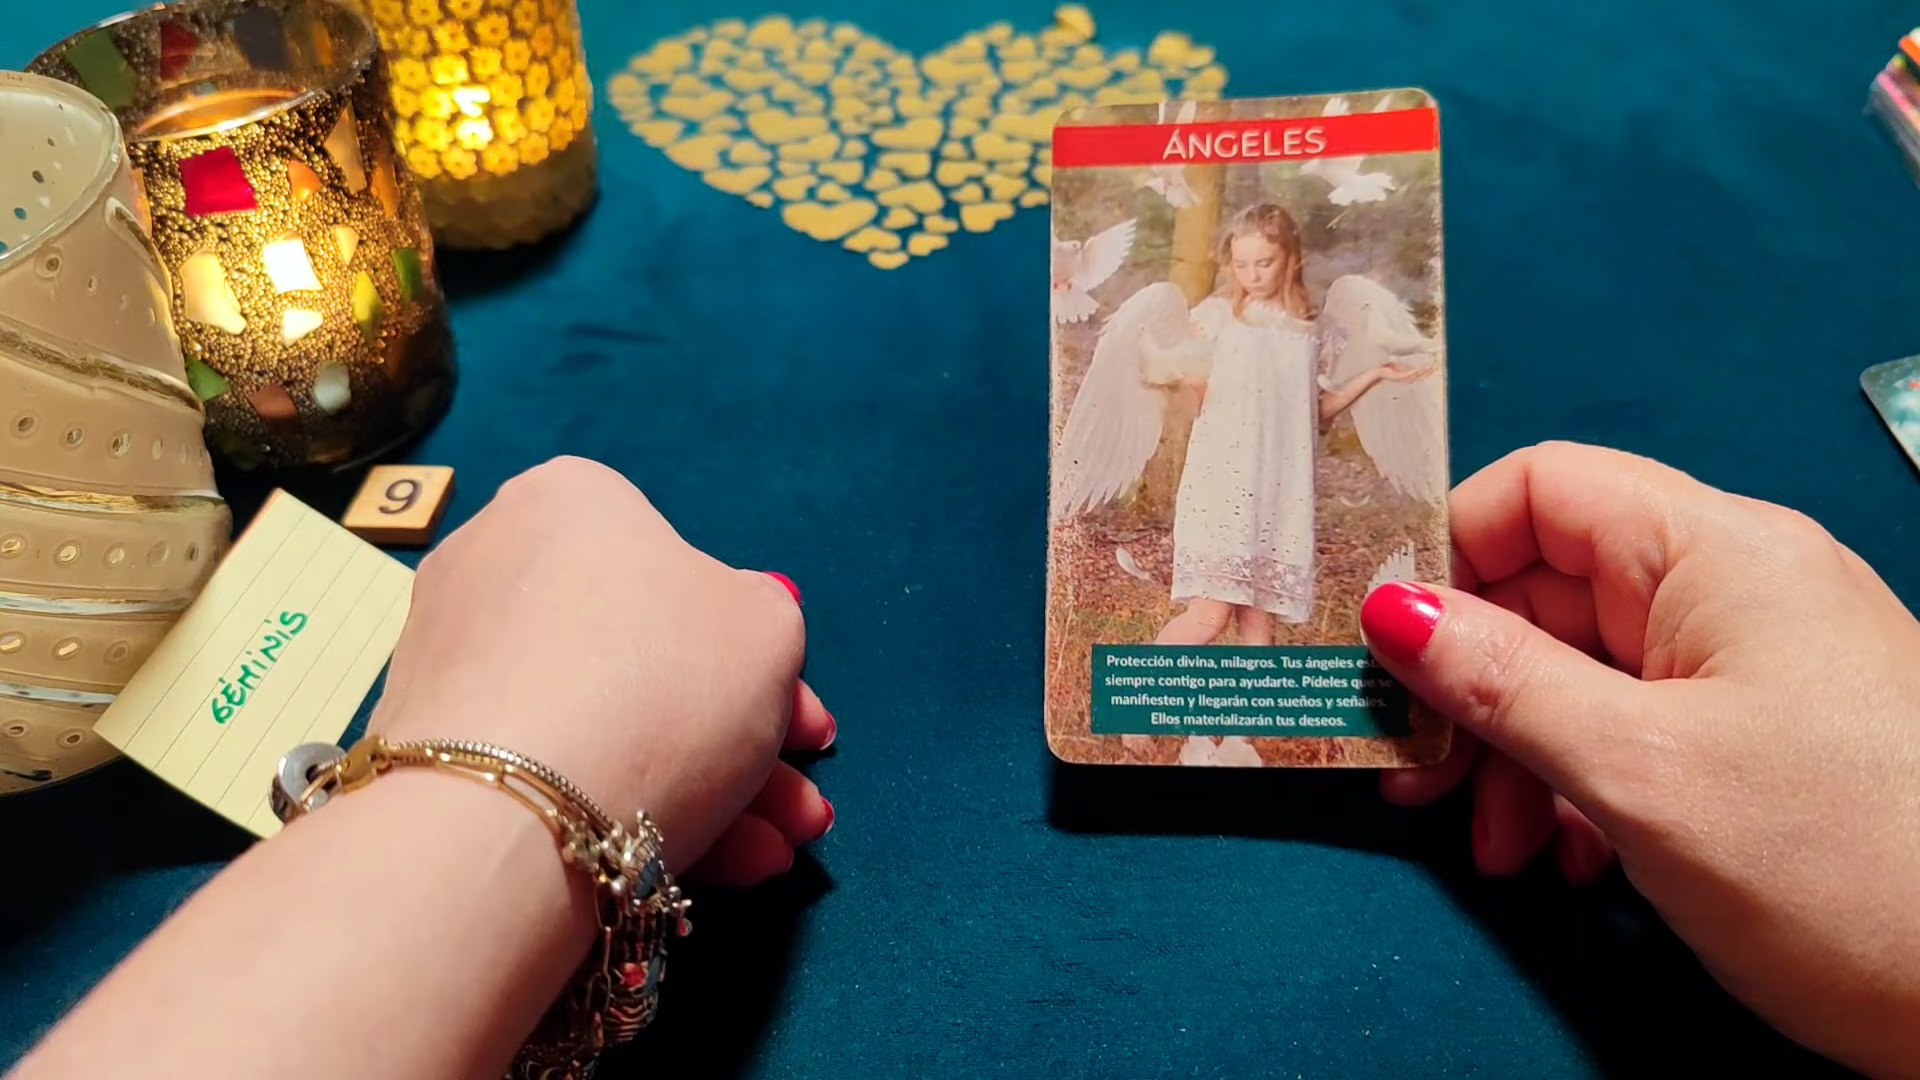 ÁNGELES
9
GÉMINIS
Protección divina, milagros. Tus ángeles
siempre contigo para ayudarte. Pídeles que se
manifiesten y llegarán con sueños y señales.
Ellos materializarán tus deseos.